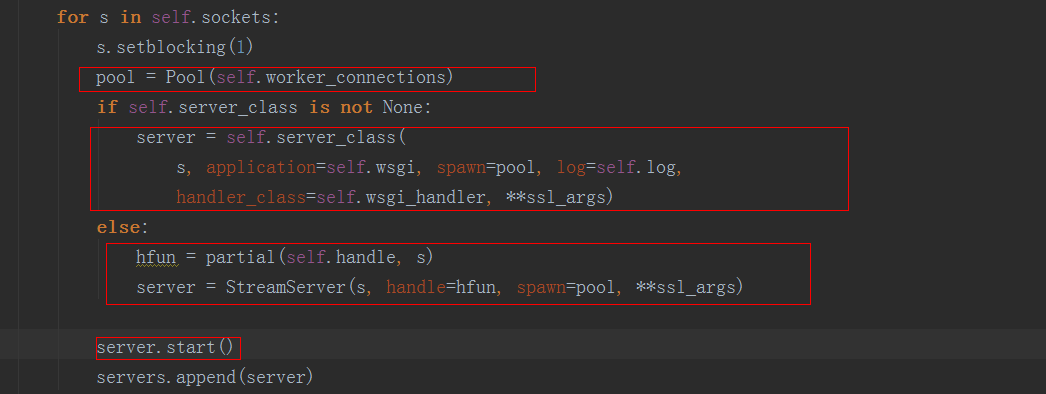 for s in self.sockets:
s.setblocking(1)
pool = Pool(self.worker_connections)
if self.server_class is not None:
server = self.server_class(
s, application=self.wsgi, spawn=pool, log=self.log,
handler_class=self.wsgi_handler, **ssl_args)
else:
hfun = partial(self.handle, s)
server = StreamServer(s, handle=hfun, spawn=pool, **ssl_args)
server.start()
servers.append(server)